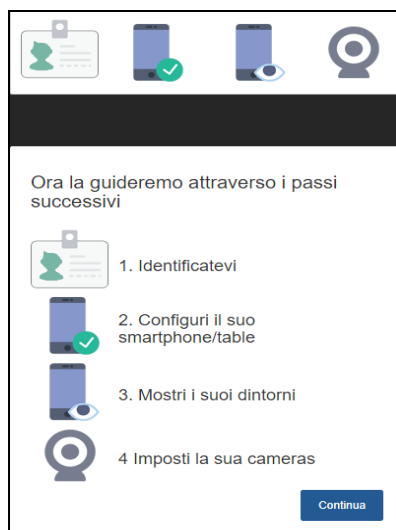 Ora la guideremo attraverso i passi
successivi
1. Identificatevi
2. Configuri il suo
smartphone/table
3. Mostri i suoi dintorni
4 Imposti la sua cameras
Continua